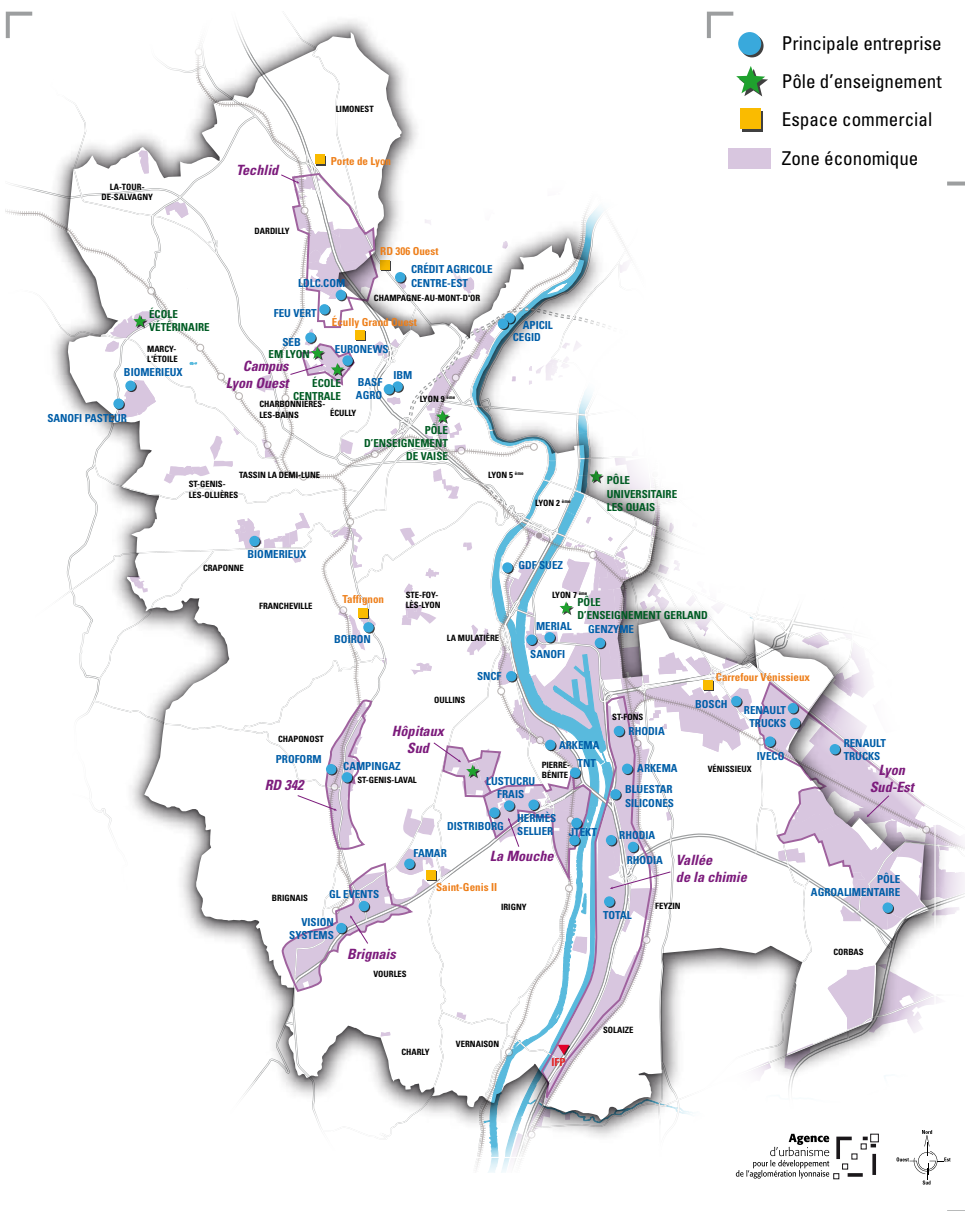 Principale entreprise
Pôle d'enseignement
Espace commercial
Zone économique
LIMONEST
Porte de Lyon
Techlid
LA-TOUR-
DE-SALVAGNY
DARDILLY
RD 306 Ouest
CRÉDIT AGRICOLE
CENTRE-EST
LDLC.COM
CHAMPAGNE-AU-MONT-D'OR
FEU VERT
ÉCOLE
VÉTÉRINAIRE
Écully Grand Ouest
APICIL
CEGID
SEB
EM LYON
EURONEWS
MARCY-
L'ÉTOILE
BIOMERIEUX
Campus
Lyon Ouest
ÉCOLE
CENTRALE
BASF
AGRO
IBM
SANOFI PASTEUR
CHARBONNIÈRES-
LES-BAINS
ÉCULLY
LYON 9 ème
PÔLE
D'ENSEIGNEMENT
DE VAISE
TASSIN LA DEMI-LUNE
LYON 5 ème
ST-GENIS-
LES-OLLIÈRES
PÔLE
UNIVERSITAIRE
LES QUAIS
LYON 2 ème
BIOMERIEUX
CRAPONNE
GDF SUEZ
FRANCHEVILLE
Taffignon
STE-FOY-
LÈS-LYON
LYON 7 ème
PÔLE
D'ENSEIGNEMENT GERLAND
BOIRON
LA MULATIÈRE
MERIAL
SANOFI
GENZYME
SNCF
Carrefour Vénissieux
OULLINS
BOSCH
RENAULT
TRUCKS
ST-FONS
RHODIA
Hôpitaux
Sud
CHAPONOST
ARKEMA
IVECO
RENAULT
TRUCKS
PROFORM
CAMPINGAZ
ST-GENIS-LAVAL
PIERRE-
BÉNITE
TNT
ARKEMA
VÉNISSIEUX
Lyon
Sud-Est
RD 342
LUSTUCRU
FRAIS
BLUESTAR
SILICONES
DISTRIBORG
HERMÈS
SELLIER
JTEKT
RHODIA
RHODIA
La Mouche
FAMAR
Vallée
de la chimie
Saint-Genis II
PÔLE
AGROALIMENTAIRE
BRIGNAIS
GL EVENTS
IRIGNY
TOTAL
FEYZIN
VISION
SYSTEMS
Brignais
CORBAS
VOURLES
SOLAIZE
CHARLY
VERNAISON
IFP
Agence
d'urbanisme
pour le développement
de l'agglomération lyonnaise
Nord
Ouest
Est
Sud